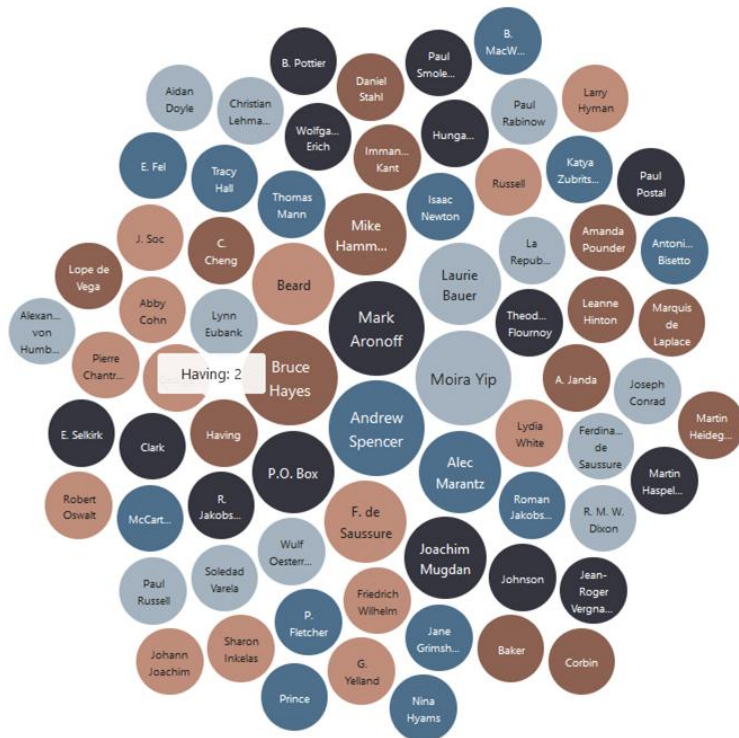 B.
MacW...
B. Pottier
Paul
Smole...
Daniel
Stahl
Aidan
Doyle
Christian
Lehma...
Paul
Rabinow
Larry
Hyman
Wolfga...
Erich
Hunga...
Imman...
Kant
E. Fel
Tracy
Hall
Katya
Zubrits...
Russell
Paul
Postal
Thomas
Mann
Isaac
Newton
Mike
Hamm...
J. Soc
C.
Cheng
La
Repub...
Amanda
Pounder
Antoni...
Bisetto
Lope de
Vega
Beard
Laurie
Bauer
Abby
Cohn
Lynn
Eubank
Mark
Aronoff
Theod...
Flournoy
Leanne
Hinton
Marquis
de
Laplace
Alexan...
von
Humb...
Pierre
Chantr...
Having: 2
Bruce
Hayes
Moira Yip
A. Janda
Joseph
Conrad
E. Selkirk
Clark
Having
Andrew
Spencer
Lydia
White
Ferdina...
de
Saussure
Martin
Heideg...
P.O. Box
Alec
Marantz
Martin
Haspel...
Robert
Oswalt
McCart...
R.
Jakobs...
Roman
Jakobs...
R. M. W.
Dixon
F. de
Saussure
Wulf
Oesterr...
Joachim
Mugdan
Paul
Russell
Soledad
Varela
Johnson
Jean-
Roger
Vergna...
Friedrich
Wilhelm
P.
Fletcher
Jane
Grimsh...
Johann
Joachim
Sharon
Inkelas
G.
Yelland
Baker
Corbin
Prince
Nina
Hyams